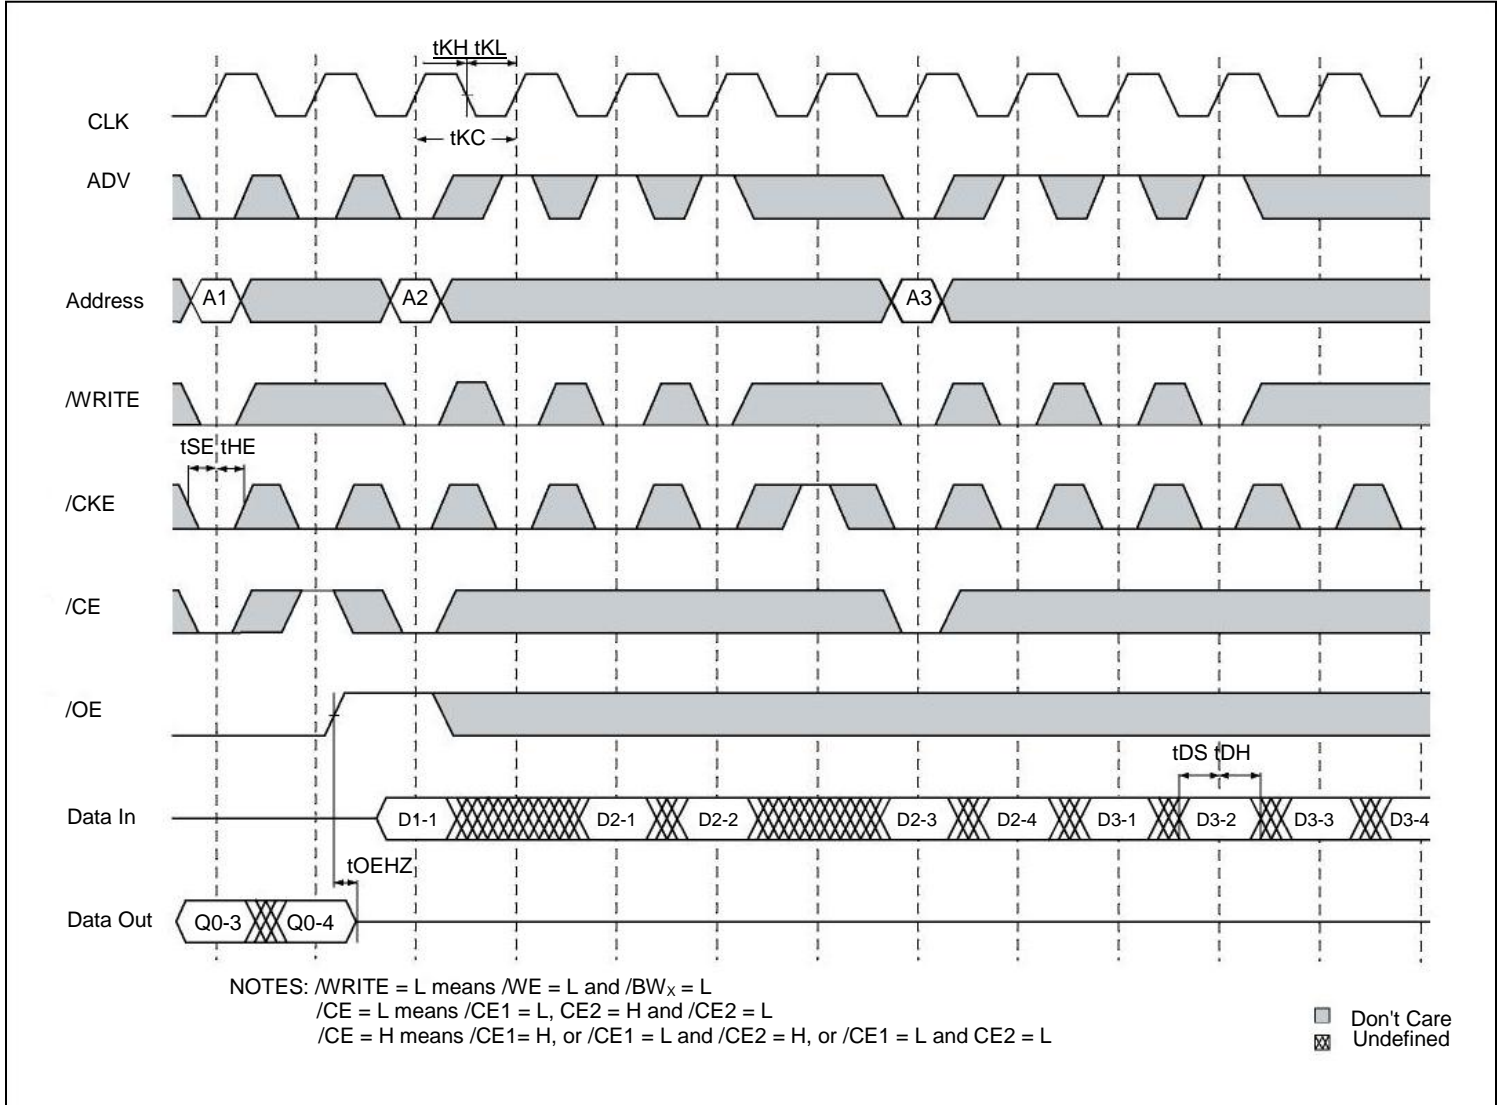 tKH tKL
CLK
tKC
ADV
Address A1 A2 A3
/WRITE
tSE tHE
/CKE
/CE
/OE
tDS tDH
Data In D1-1 D2-1 D2-2 D2-3 D2-4 D3-1 D3-2 D3-3 D3-4
tOEHZ
Data Out Q0-3 Q0-4
NOTES: /WRITE = L means /WE = L and /BWX = L
/CE = L means /CE1 = L, CE2 = H and /CE2 = L
/CE = H means /CE1= H, or /CE1 = L and /CE2 = H, or /CE1 = L and CE2 = L
Don't Care
Undefined